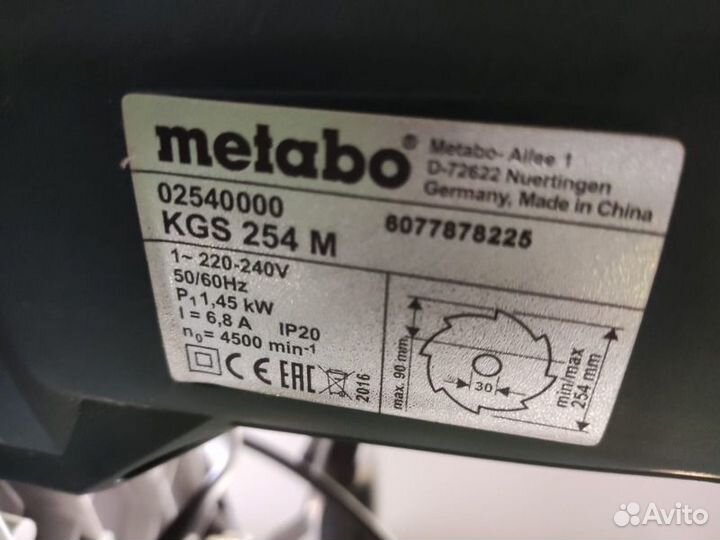 metabo®
Metabo- Allee 1
D-72622 Nuertingen
Germany, Made in China
02540000
KGS 254 M
6077878225
1~ 220-240V
50/60Hz
P₁ 1,45 kW
I = 6,8 A IP20
n₀= 4500 min⁻¹
CE EAC
2016
max. 90 mm
30
min/max
254 mm
Avito